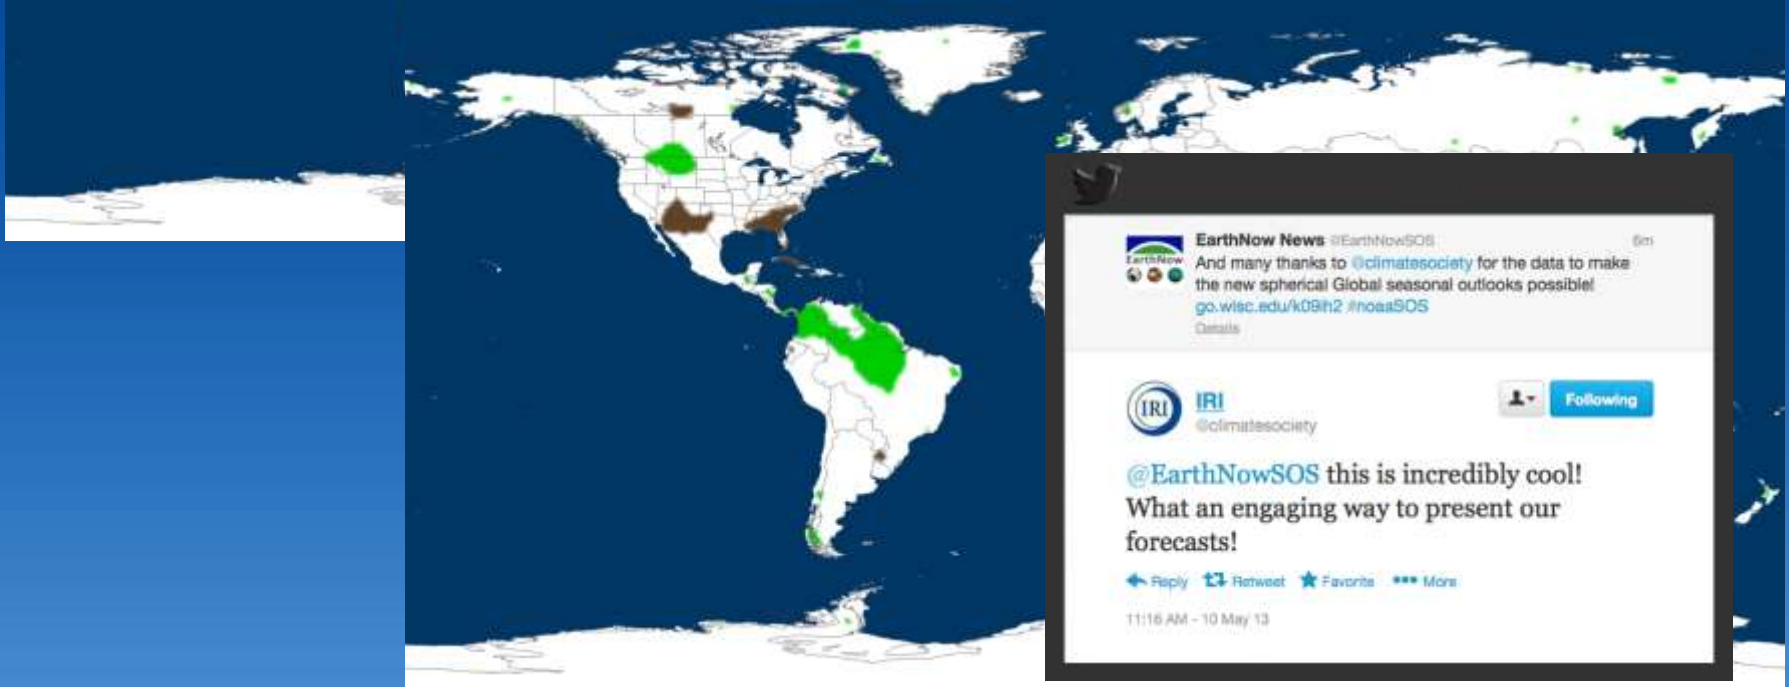 EarthNow News @EarthNowSOS 6m
And many thanks to @climatesociety for the data to make
the new spherical Global seasonal outlooks possible!
go.wisc.edu/k09ih2 #noaaSOS
Details
EarthNow
IRI
IRI
@climatesociety
Following
@EarthNowSOS this is incredibly cool!
What an engaging way to present our
forecasts!
Reply Retweet Favorite More
11:16 AM - 10 May 13